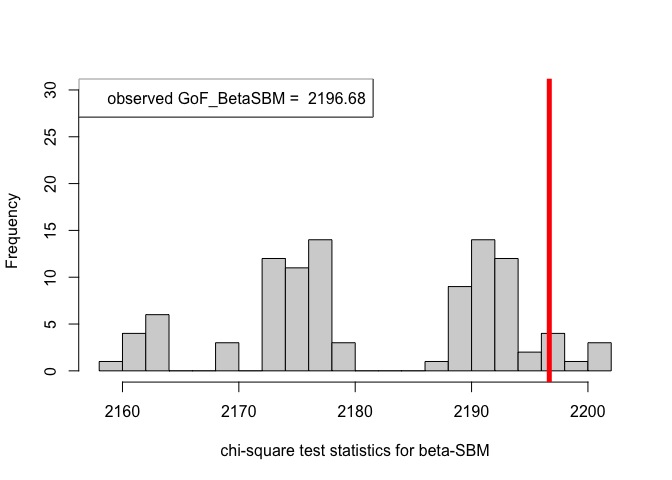 observed GoF_BetaSBM =  2196.68
30
25
20
15
10
5
0
Frequency
2160 2170 2180 2190 2200
chi-square test statistics for beta-SBM